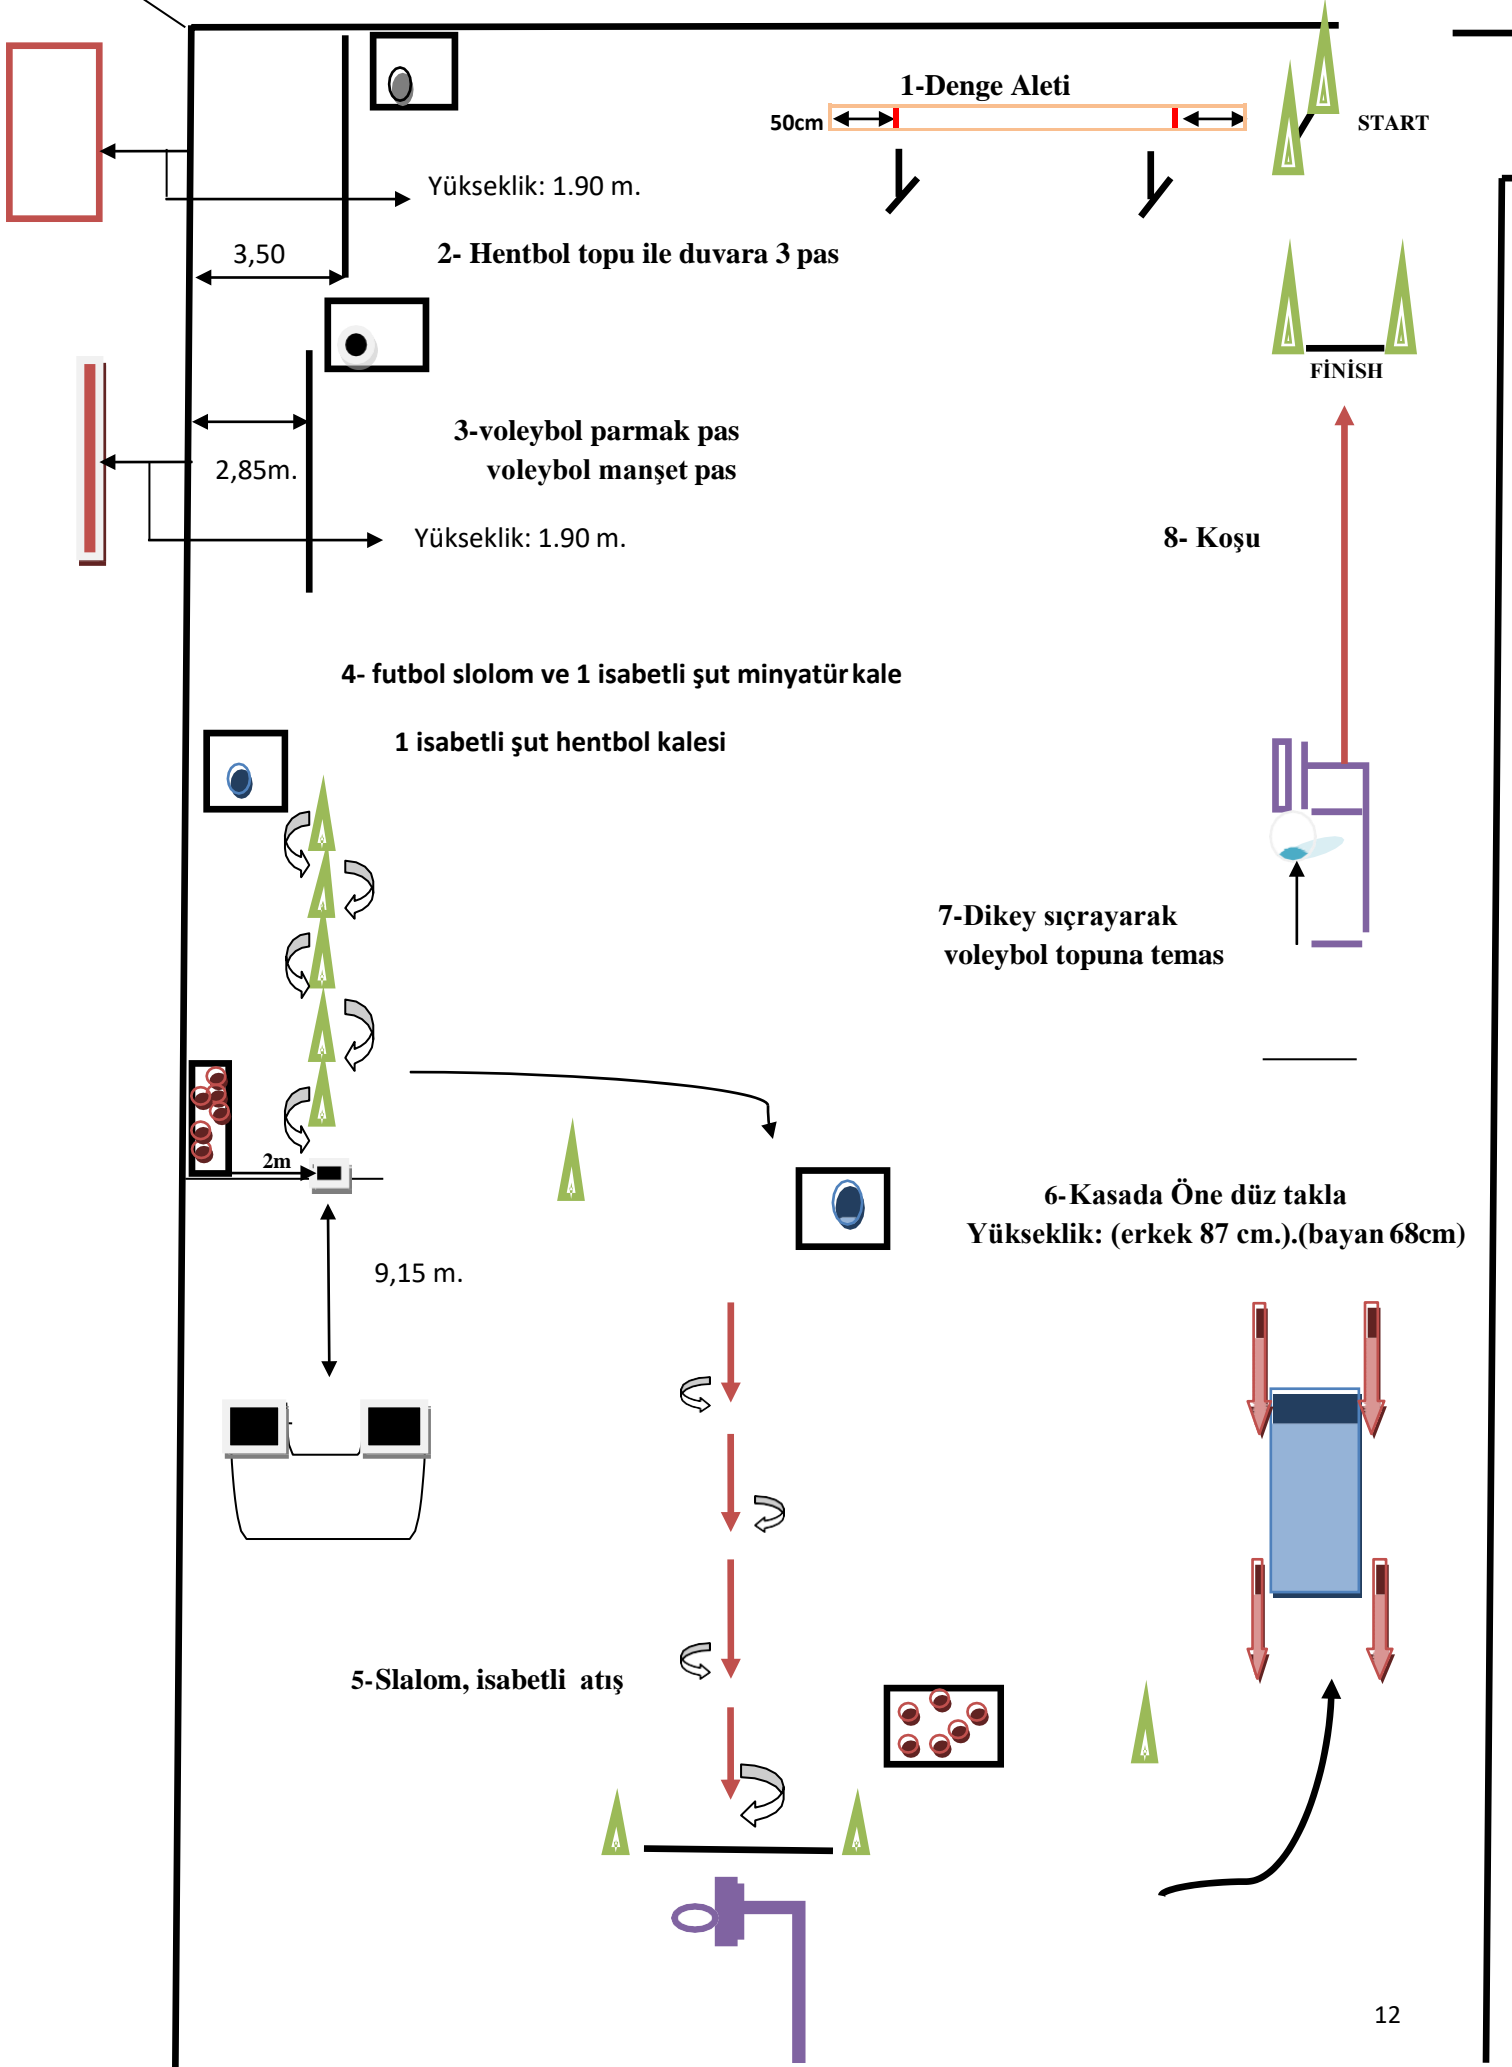 1-Denge Aleti
50cm
START
Yükseklik: 1.90 m.
3,50
2- Hentbol topu ile duvara 3 pas
FİNİSH
3-voleybol parmak pas
voleybol manşet pas
2,85m.
Yükseklik: 1.90 m.
8- Koşu
4- futbol slolom ve 1 isabetli şut minyatür kale
1 isabetli şut hentbol kalesi
7-Dikey sıçrayarak
voleybol topuna temas
2m
6-Kasada Öne düz takla
Yükseklik: (erkek 87 cm.).(bayan 68cm)
9,15 m.
5-Slalom, isabetli atış
12